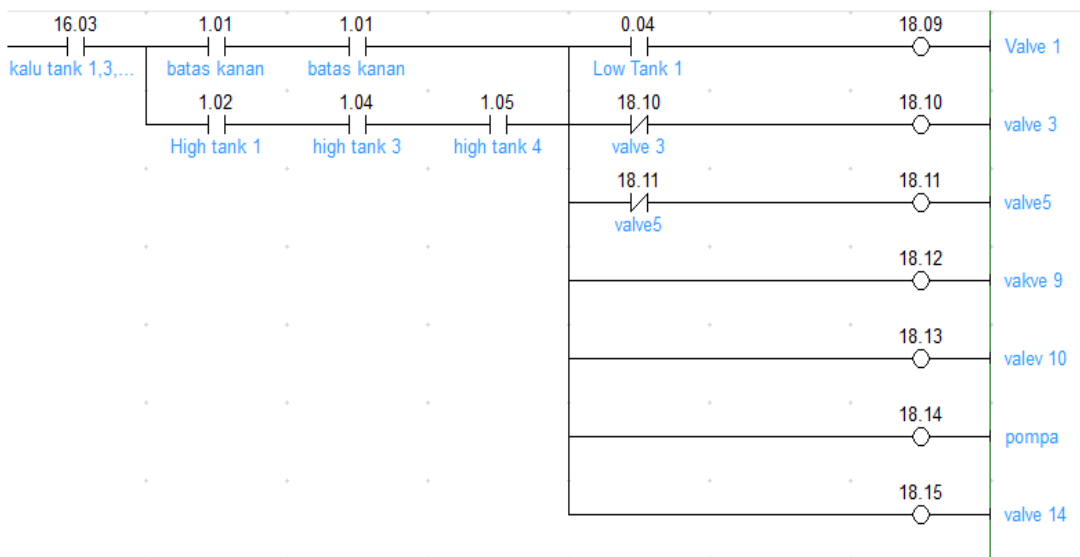 16.03 1.01 1.01 0.04 18.09
kalu tank 1,3,... batas kanan batas kanan Low Tank 1 Valve 1
1.02 1.04 1.05 18.10 18.10
High tank 1 high tank 3 high tank 4 valve 3 valve 3
18.11 18.11
valve5 valve5
18.12
vakve 9
18.13
valev 10
18.14
pompa
18.15
valve 14